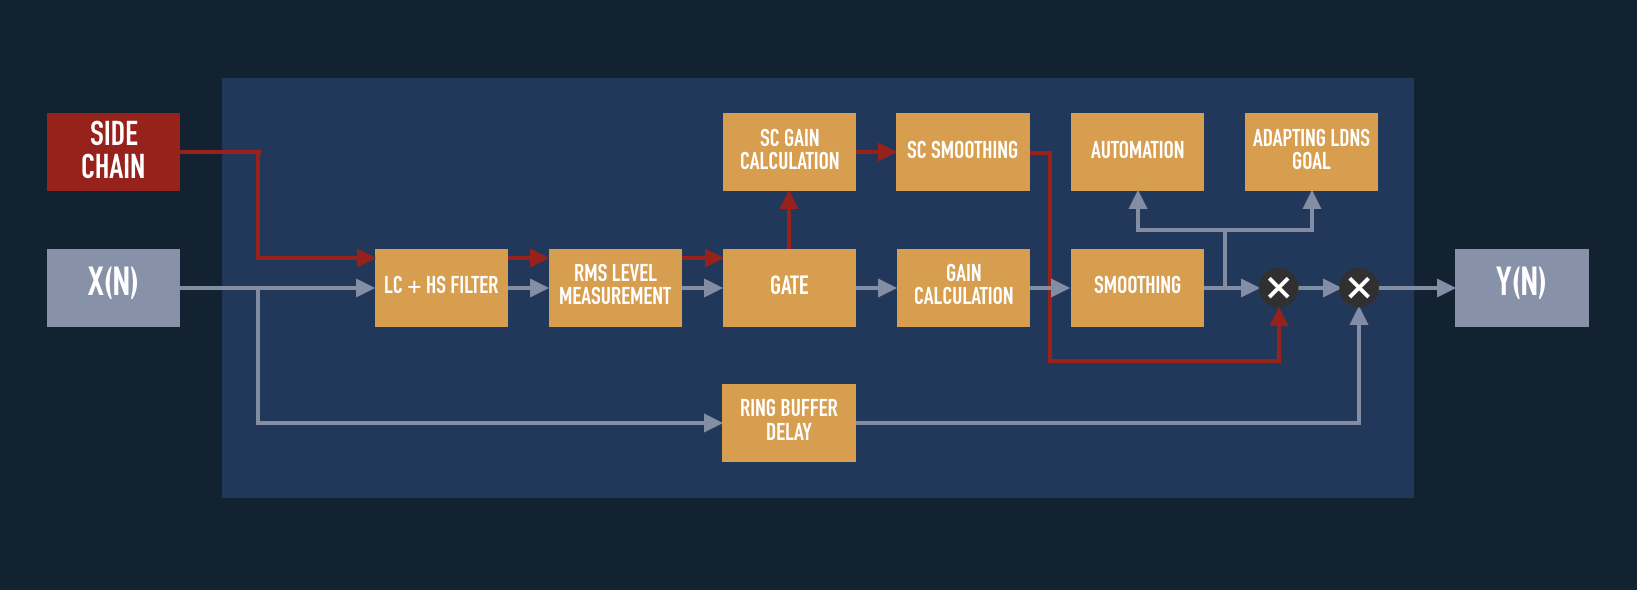 SIDE
CHAIN
SC GAIN
CALCULATION
SC SMOOTHING
AUTOMATION
ADAPTING LDNS
GOAL
X(N)
LC + HS FILTER
RMS LEVEL
MEASUREMENT
GATE
GAIN
CALCULATION
SMOOTHING
Y(N)
RING BUFFER
DELAY